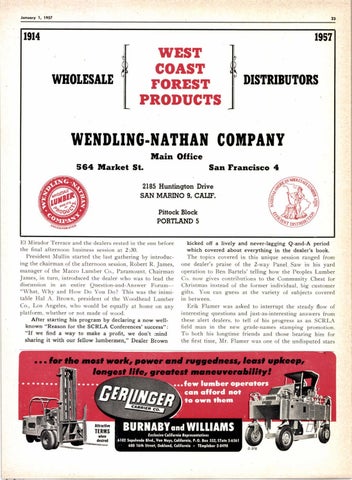 January 1, 1957
33
1914
1957
WHOLESALE
WEST
COAST
FOREST
PRODUCTS
DISTRIBUTORS
WENDLING-NATHAN COMPANY
Main Office
564 Market St. San Francisco 4
2185 Huntington Drive
SAN MARINO 9, CALIF.
Pittock Block
PORTLAND 5
WENDLING-NATHAN
LUMBER
El Mirador Terrace and the dealers rested in the sun before
the final afternoon business session at 2:30.
President Mullin started the last gathering by introducing
the chairman of the afternoon session, Robert R. James,
manager of the Macco Lumber Co., Paramount. Chairman
James, in turn, introduced the dealer who to lead the
discussion in an entire Question-and-Answer Forum—
"What, Why and How Do You Do? This was the inimitable
Hal A. Brown, president of the Woodhead Lumber
Co., Los Angeles, who would be equally at home on any
platform, whether or not made of wood.
After starting his program by declaring a now well-
known "Reason for the SCRLA Conferences' success":
"If we find a way to make a profit, we don't mind
sharing it with our fellow lumbermen," Dealer Brown
kicked off a lively and never-lagging Q-and-A period
which covered about everything in the dealer's book.
The topics covered in this unique session ranged from
one dealer's praise of the 2-way Panel Saw in his yard
operation to Rex Bartels' telling how the Peoples Lumber
Co. now gives contributions to the Community Chest for
Christmas instead of the former individual, big customer
gifts. You can guess at the variety of subjects covered
in between.
Erik Flamer was asked to interrupt the steady flow of
interesting questions and just-as-interesting answers from
these alert dealers, to tell of his progress as an SCRLA
field man in the new grade-names stamping promotion.
To both his longtime friends and those hearing him for
the first time, Mr. Flamer was one of the undisputed stars
...for the most work, power and ruggedness, least upkeep,
longest life, greatest maneuverability!
...few lumber operators
can afford not
to own them
GERLINGER
CARRIER CO.
Attractive
TERMS
when
desired
BURNABY and WILLIAMS
Exclusive California Representatives